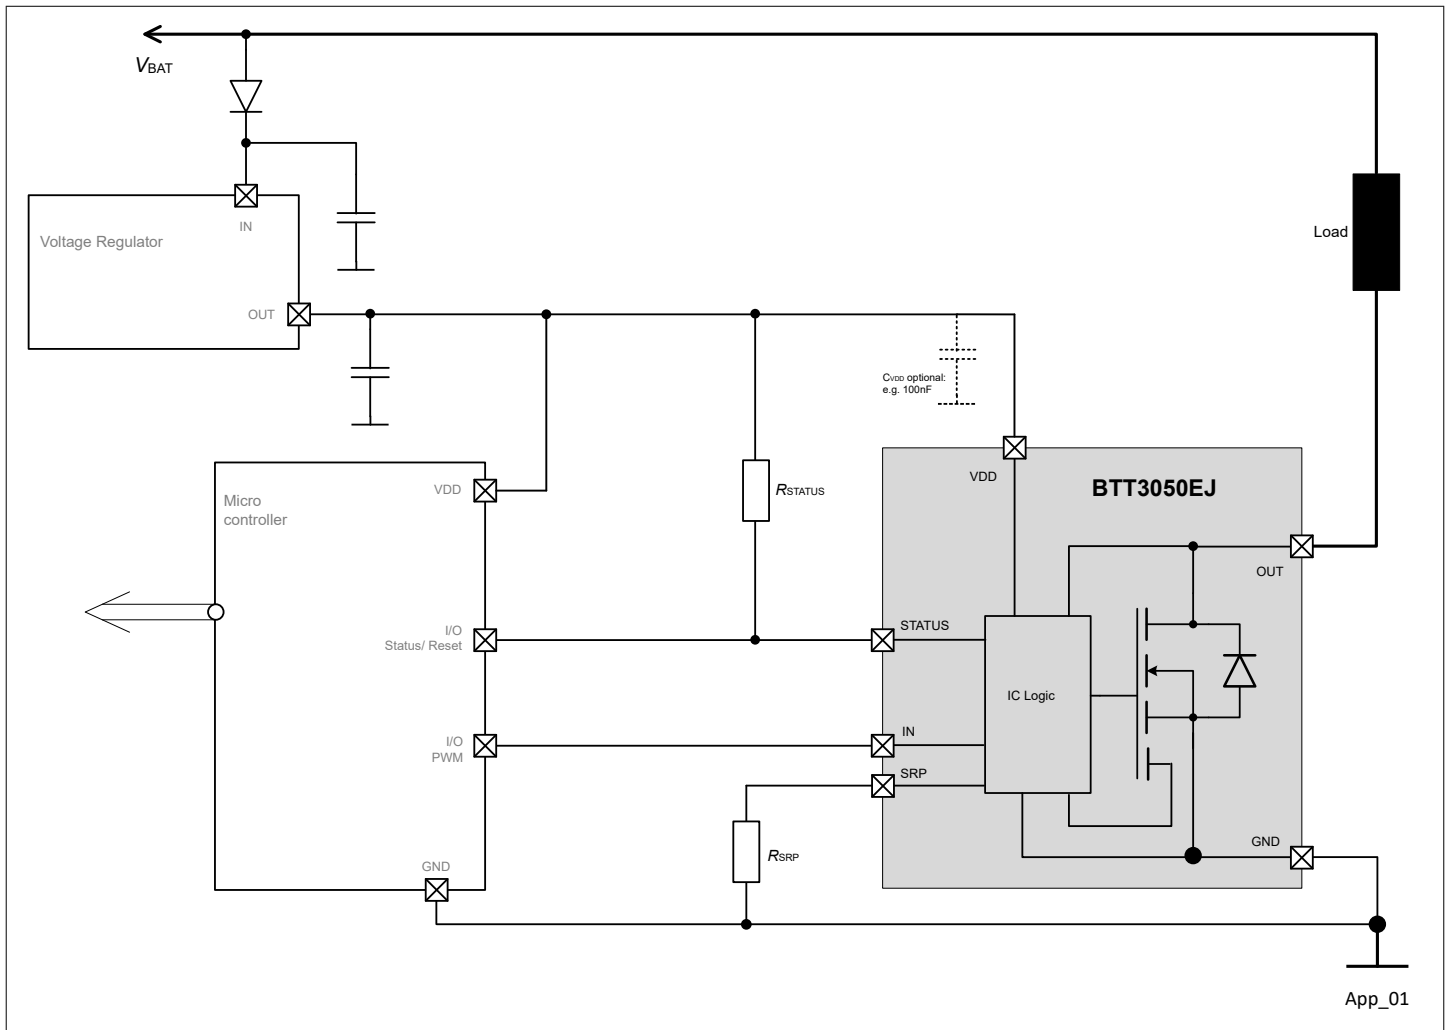 VBAT
IN
Voltage Regulator
Load
OUT
CVDD optional:
e.g. 100nF
VDD
BTT3050EJ
VDD
RSTATUS
Micro
controller
OUT
I/O
Status/ Reset
STATUS
IC Logic
I/O
PWM
IN
SRP
GND
RSRP
GND
App_01